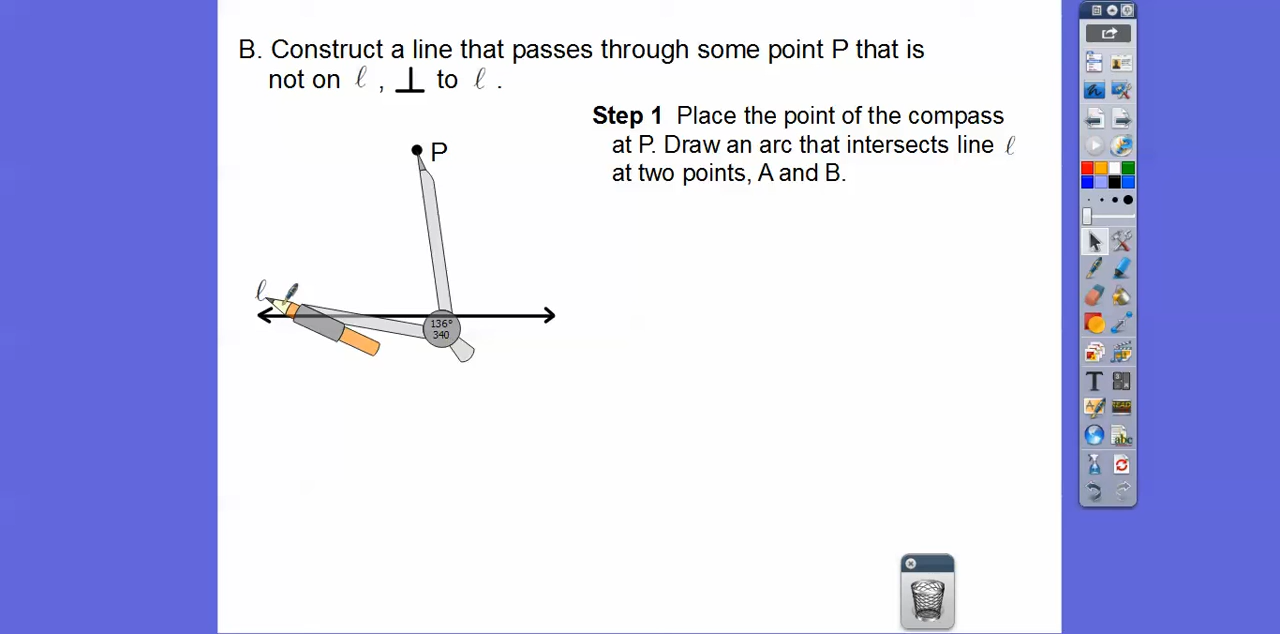 B. Construct a line that passes through some point P that is
not on ℓ , ⊥ to ℓ .
Step 1 Place the point of the compass
at P. Draw an arc that intersects line ℓ
at two points, A and B.
P
ℓ
136°
340